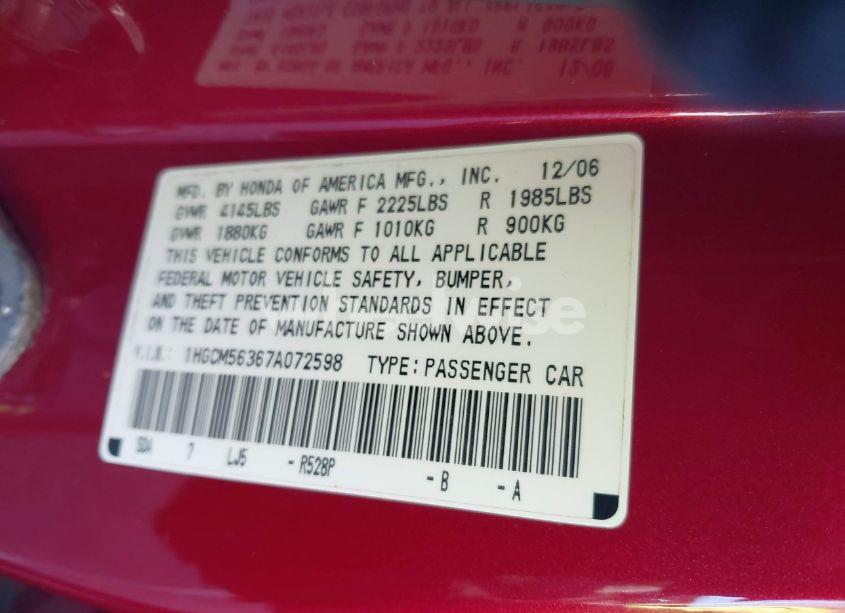 MFD. BY HONDA OF AMERICA MFG., INC. 12/06
GVWR 4145LBS GAWR F 2225LBS R 1985LBS
GVWR 1880KG GAWR F 1010KG R 900KG
THIS VEHICLE CONFORMS TO ALL APPLICABLE
FEDERAL MOTOR VEHICLE SAFETY, BUMPER,
AND THEFT PREVENTION STANDARDS IN EFFECT
ON THE DATE OF MANUFACTURE SHOWN ABOVE.
V.I.N.: 1HGCM56367A072598 TYPE: PASSENGER CAR
SDA 7 LJ5 -R528P -B -A